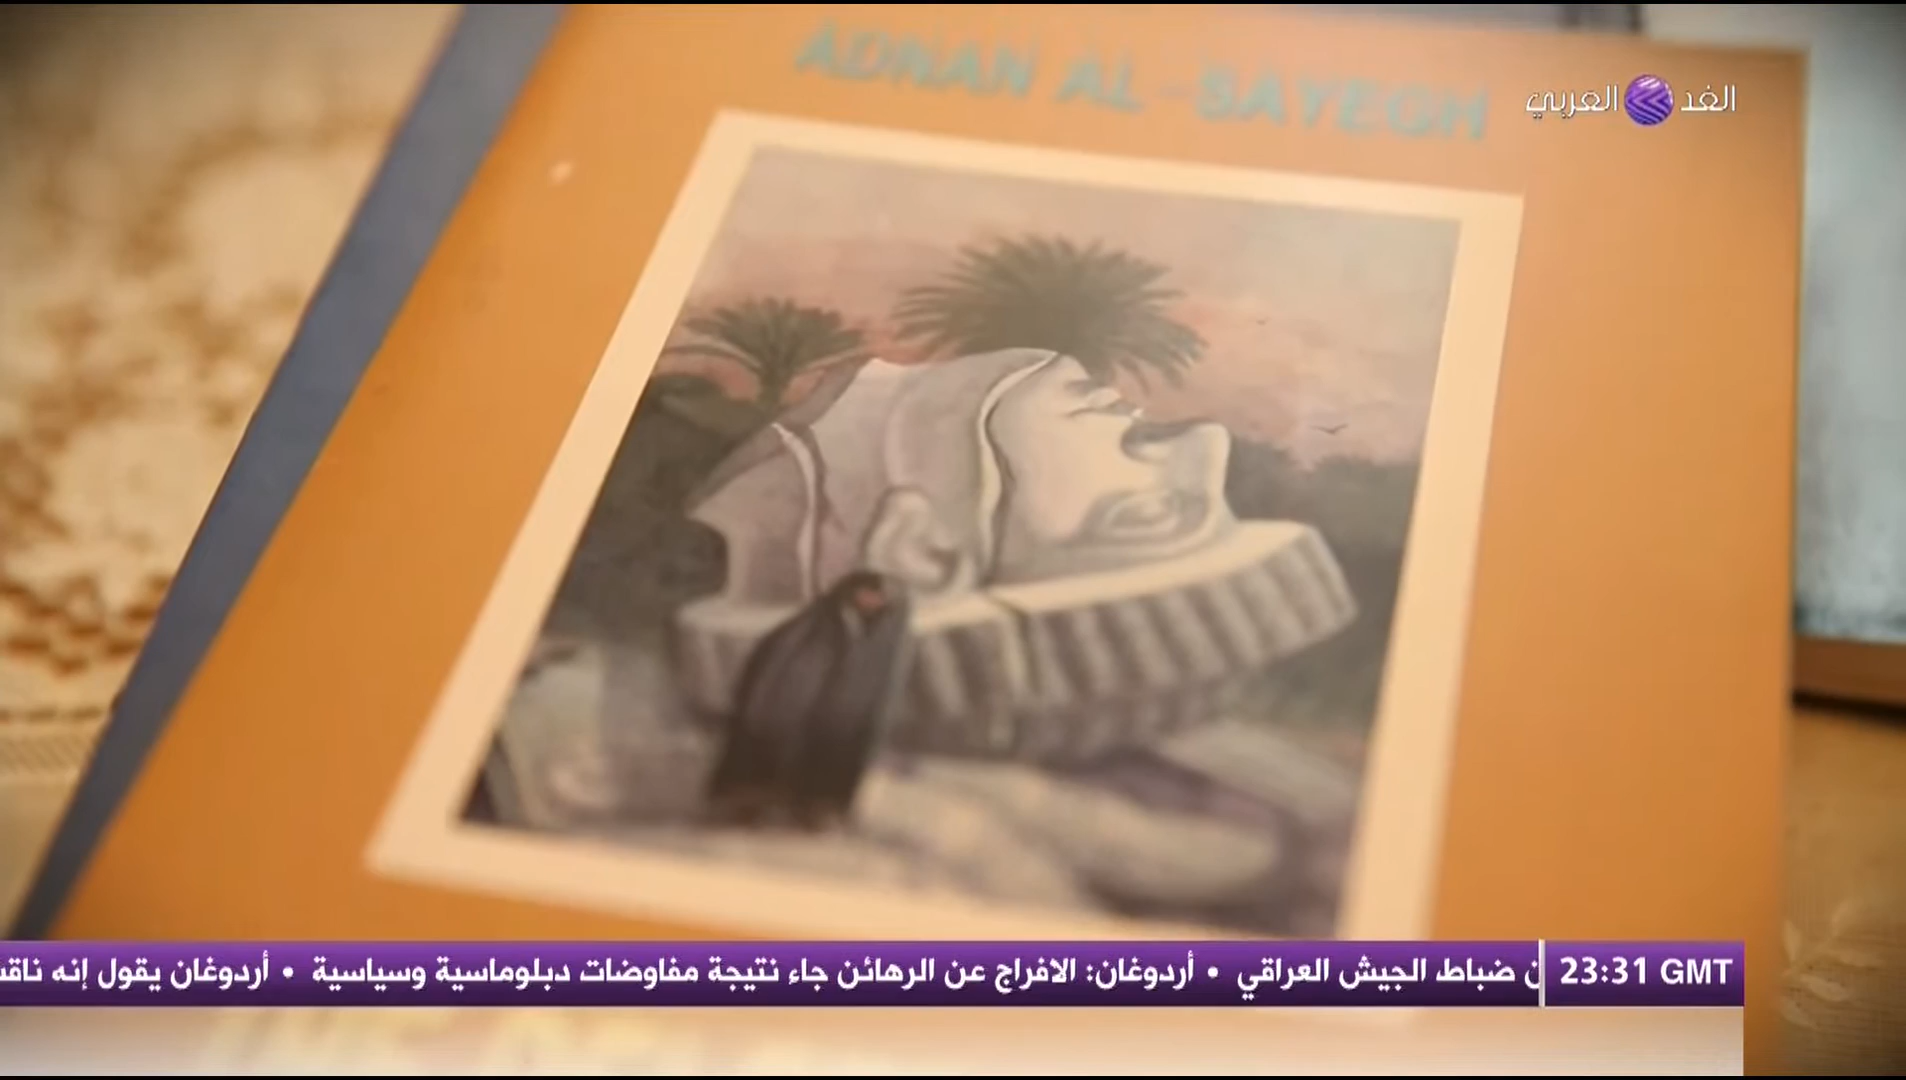 ADNAN AL-SAYEGH
الغد العربي
23:31 GMT
ضباط الجيش العراقي • أردوغان: الافراج عن الرهائن جاء نتيجة مفاوضات دبلوماسية وسياسية • أردوغان يقول إنه